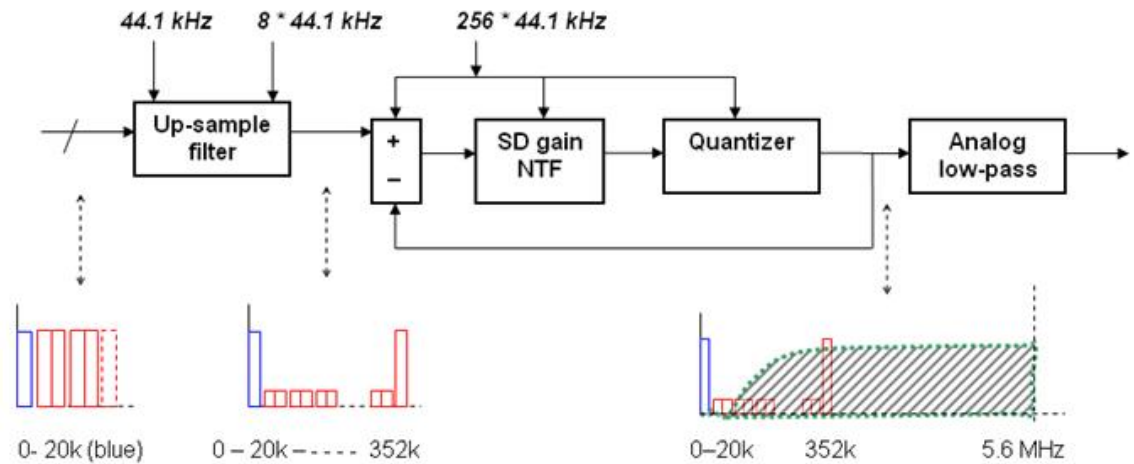 44.1 kHz 8 * 44.1 kHz 256 * 44.1 kHz
Up-sample
filter
+
–
SD gain
NTF
Quantizer
Analog
low-pass
0- 20k (blue)
0 – 20k – - - - - 352k
0–20k 352k 5.6 MHz